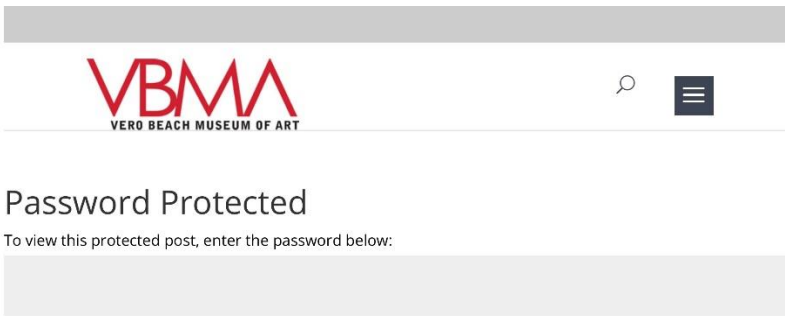 VBMA
VERO BEACH MUSEUM OF ART
Password Protected
To view this protected post, enter the password below: